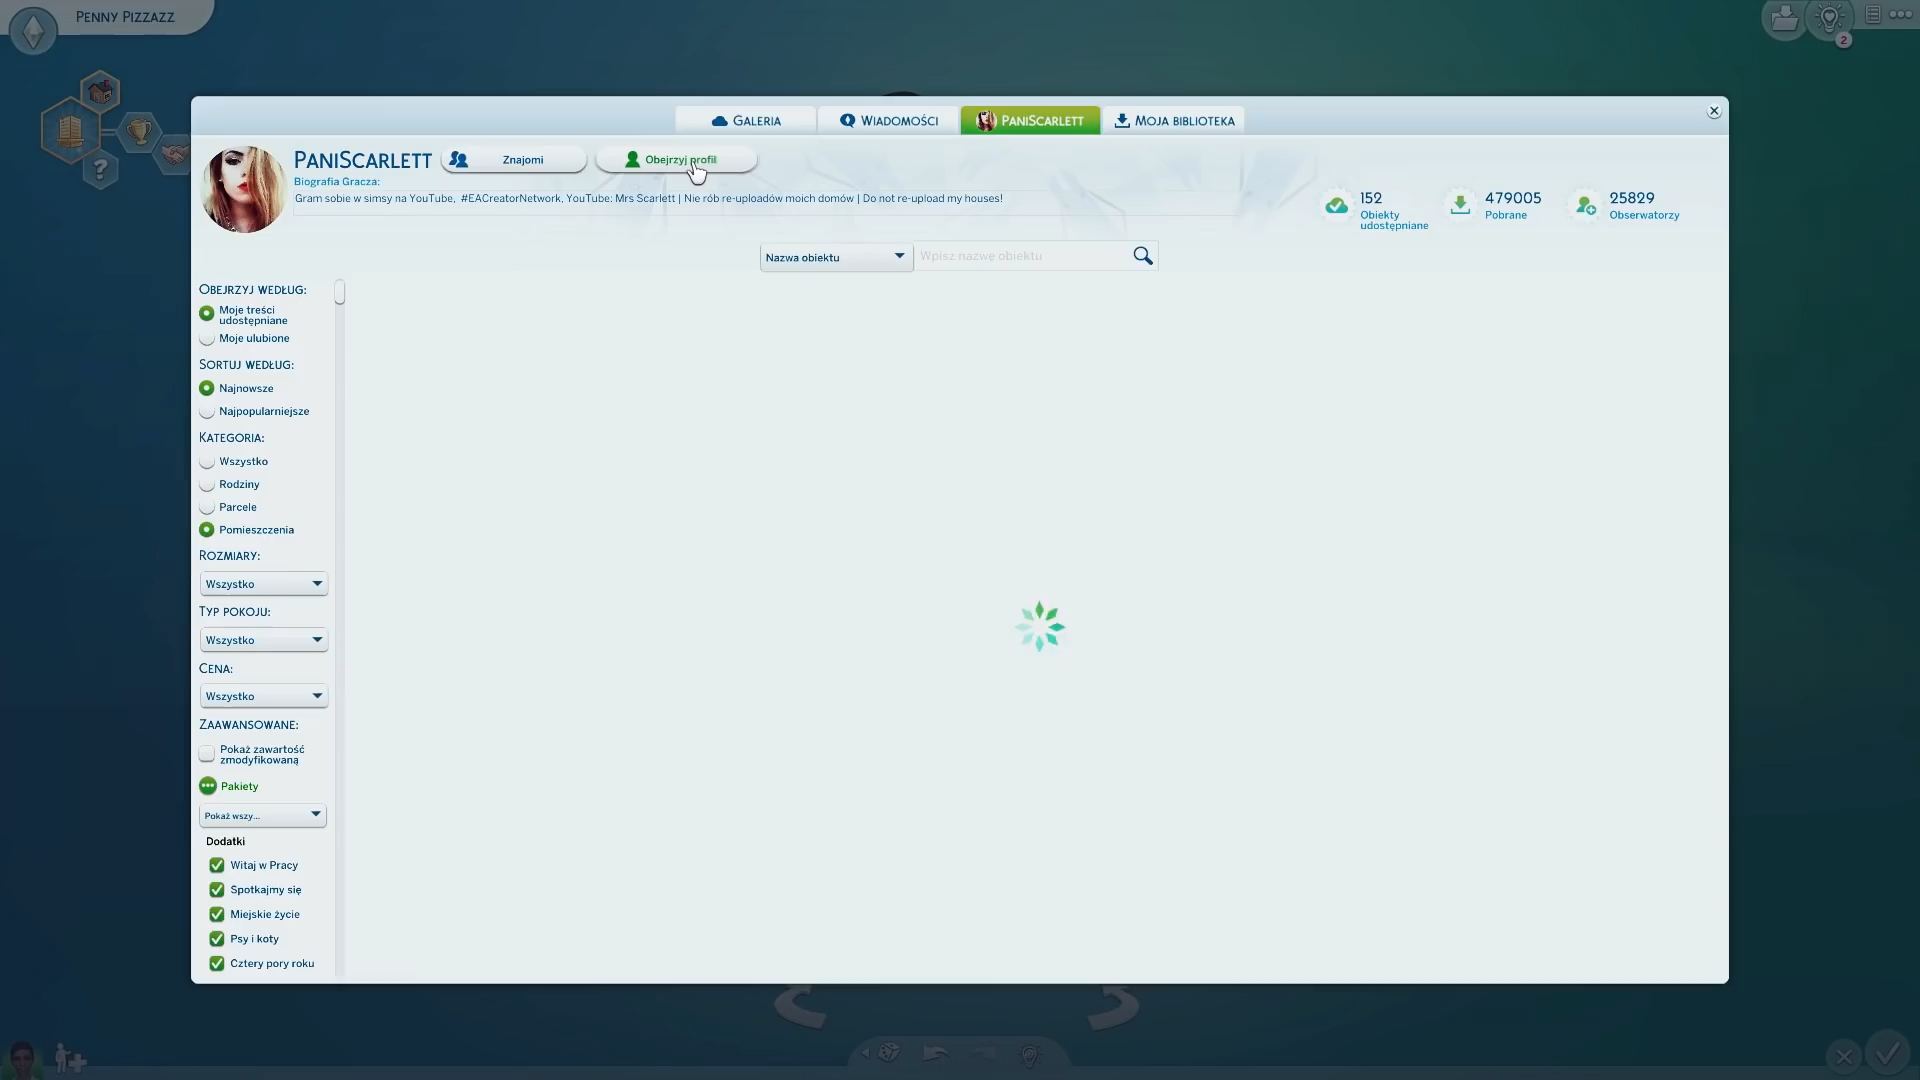 PENNY PIZZAZZ
2
GALERIA
WIADOMOŚCI
PANISCARLETT
MOJA BIBLIOTEKA
PANISCARLETT
Znajomi
Obejrzyj profil
Biografia Gracza:
Gram sobie w simsy na YouTube, #EACreatorNetwork, YouTube: Mrs Scarlett | Nie rób re-uploadów moich domów | Do not re-upload my houses!
152
Obiekty
udostępniane
479005
Pobrane
25829
Obserwatorzy
Nazwa obiektu
Wpisz nazwę obiektu
OBEJRZYJ WEDŁUG:
Moje treści
udostępniane
Moje ulubione
SORTUJ WEDŁUG:
Najnowsze
Najpopularniejsze
KATEGORIA:
Wszystko
Rodziny
Parcele
Pomieszczenia
ROZMIARY:
Wszystko
TYP POKOJU:
Wszystko
CENA:
Wszystko
ZAAWANSOWANE:
Pokaż zawartość
zmodyfikowaną
Pakiety
Pokaż wszy...
Dodatki
Witaj w Pracy
Spotkajmy się
Miejskie życie
Psy i koty
Cztery pory roku